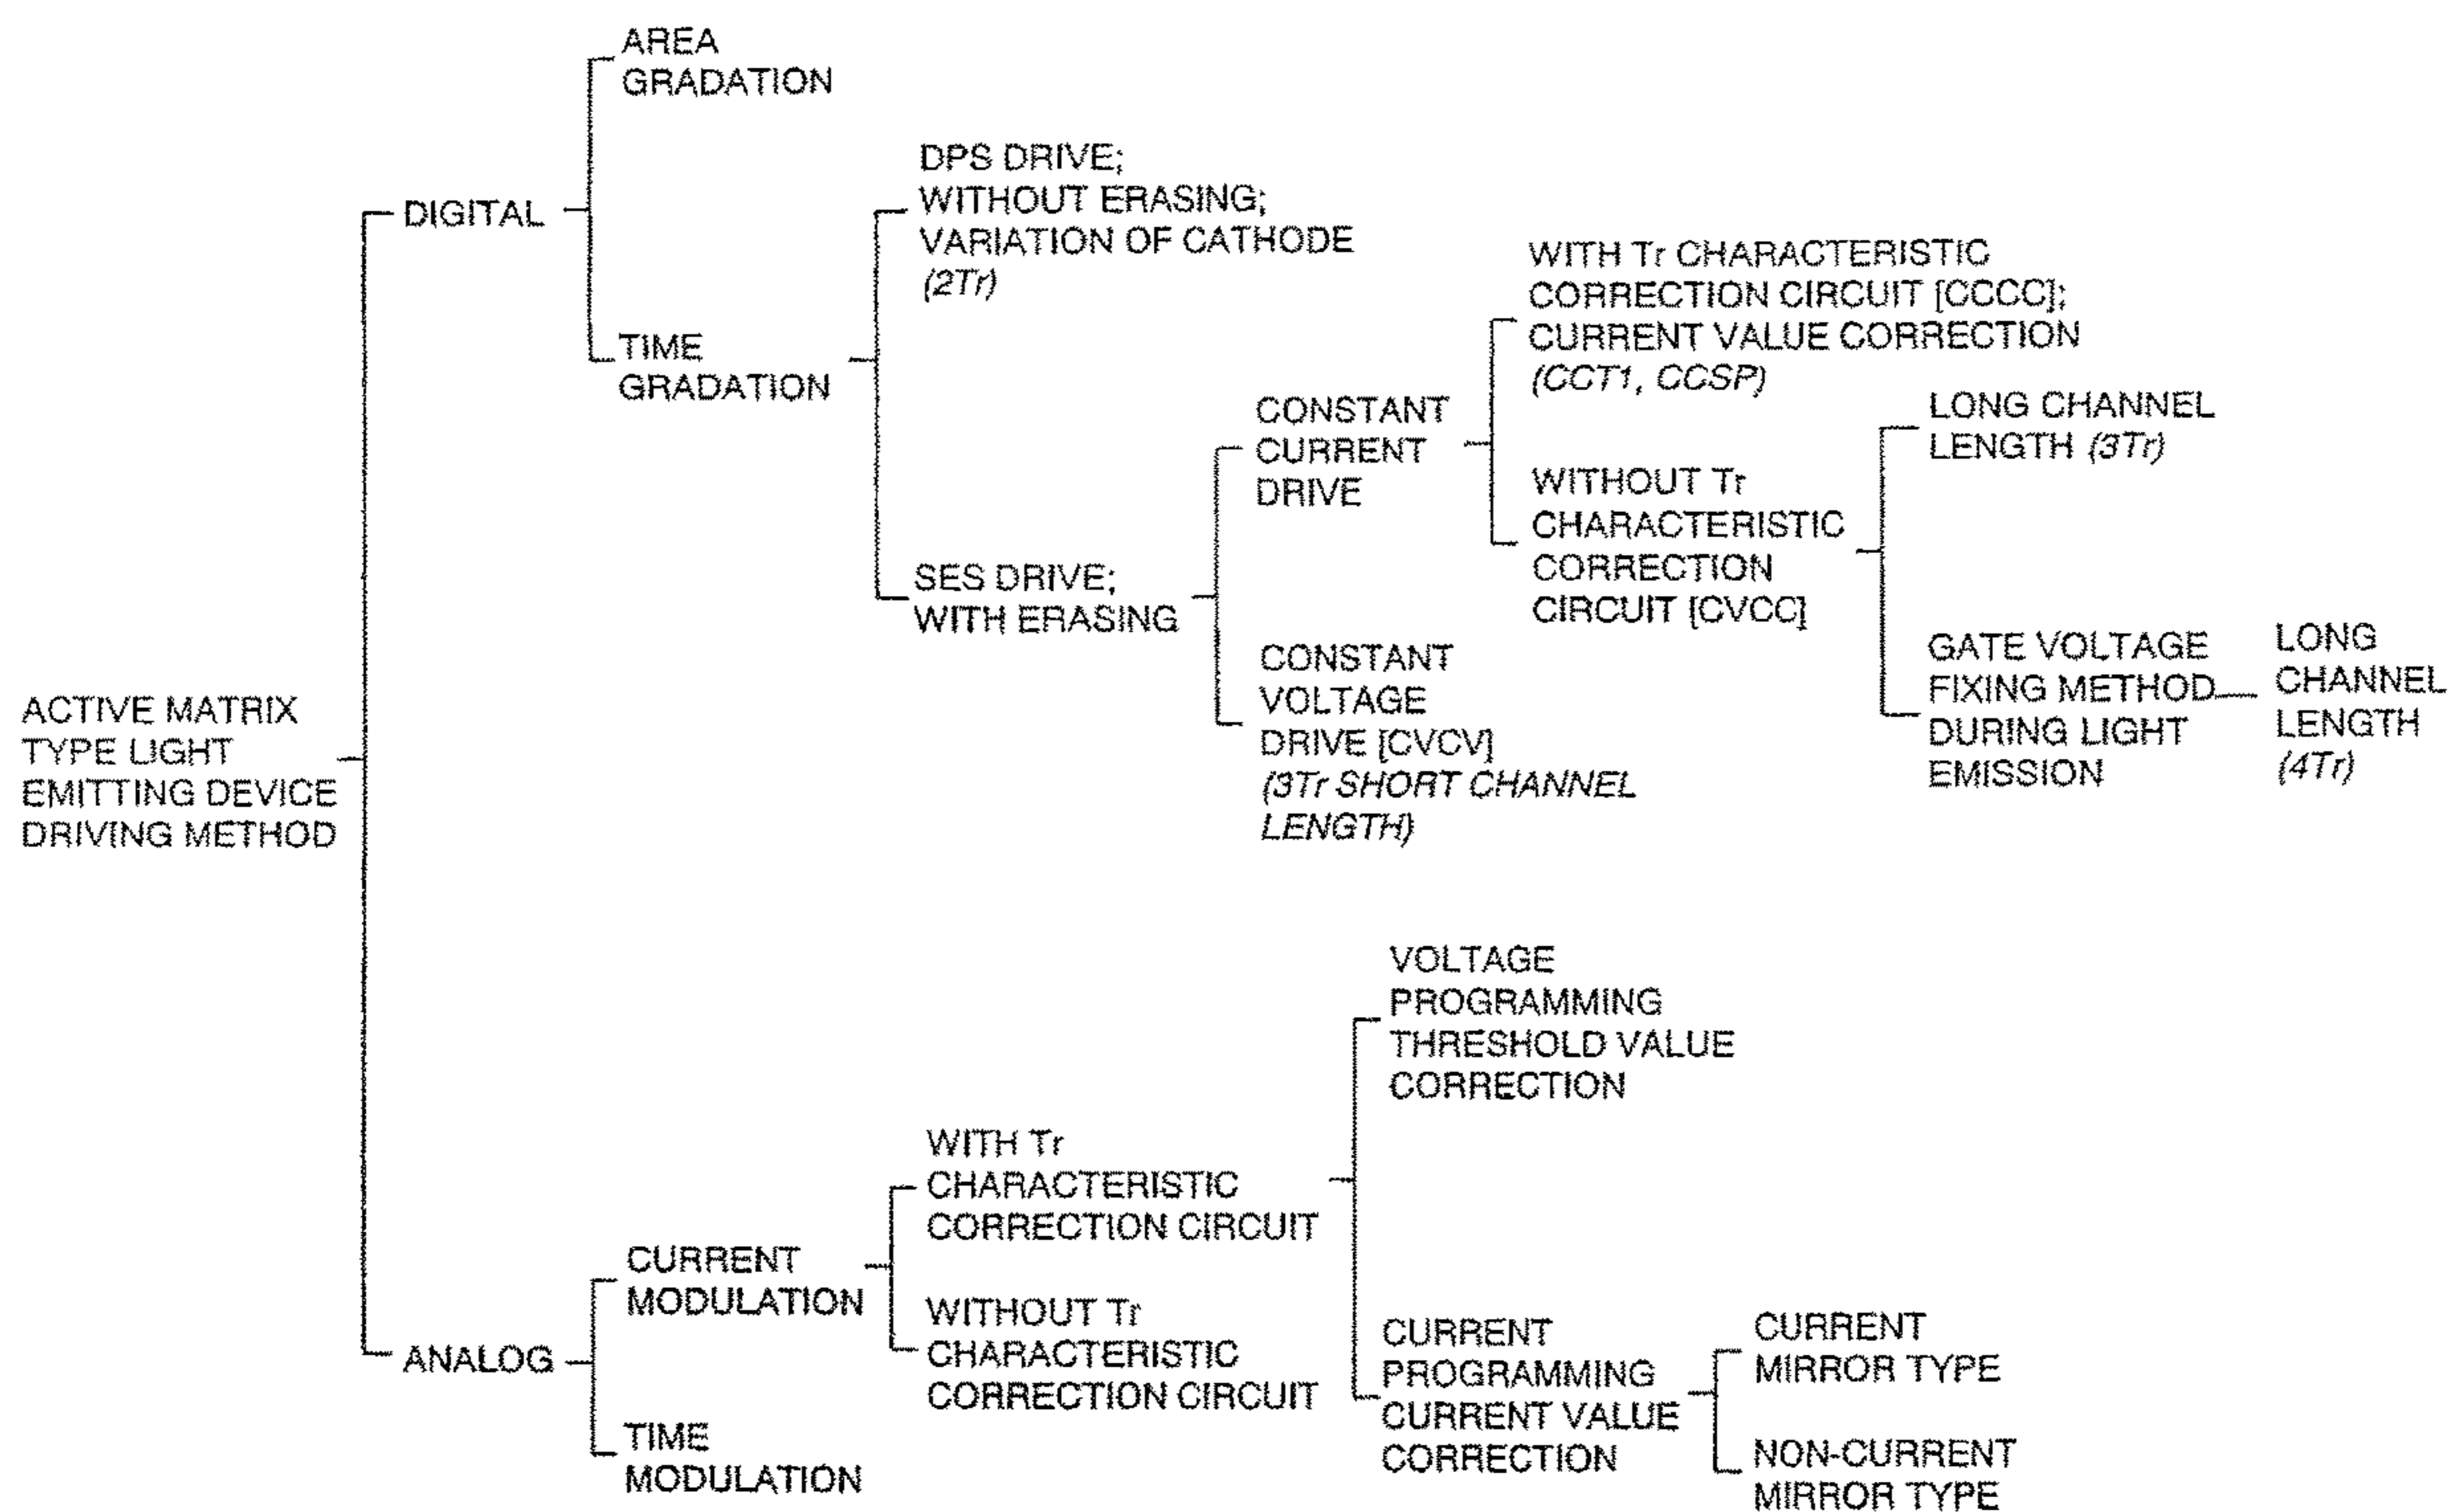 ACTIVE MATRIX
TYPE LIGHT
EMITTING DEVICE
DRIVING METHOD
DIGITAL
AREA
GRADATION
TIME
GRADATION
DPS DRIVE;
WITHOUT ERASING;
VARIATION OF CATHODE
(2Tr)
SES DRIVE;
WITH ERASING
CONSTANT
CURRENT
DRIVE
WITH Tr CHARACTERISTIC
CORRECTION CIRCUIT [CCCC];
CURRENT VALUE CORRECTION
(CCT1, CCSP)
WITHOUT Tr
CHARACTERISTIC
CORRECTION
CIRCUIT [CVCC]
LONG CHANNEL
LENGTH (3Tr)
GATE VOLTAGE
FIXING METHOD
DURING LIGHT
EMISSION
LONG
CHANNEL
LENGTH
(4Tr)
CONSTANT
VOLTAGE
DRIVE [CVCV]
(3Tr SHORT CHANNEL
LENGTH)
ANALOG
CURRENT
MODULATION
WITH Tr
CHARACTERISTIC
CORRECTION CIRCUIT
VOLTAGE
PROGRAMMING
THRESHOLD VALUE
CORRECTION
CURRENT
PROGRAMMING
CURRENT VALUE
CORRECTION
CURRENT
MIRROR TYPE
NON-CURRENT
MIRROR TYPE
WITHOUT Tr
CHARACTERISTIC
CORRECTION CIRCUIT
TIME
MODULATION